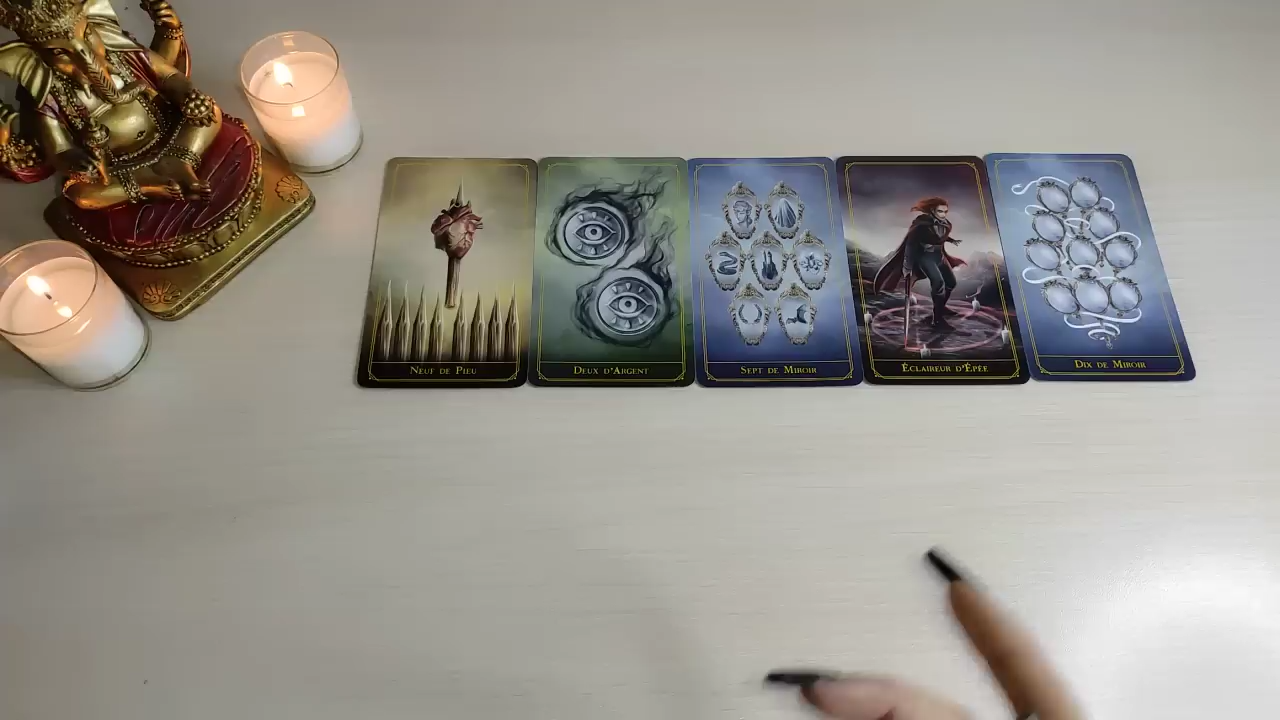 Neuf de Pieu
Deux d'Argent
Sept de Miroir
Éclaireur d'Épée
Dix de Miroir